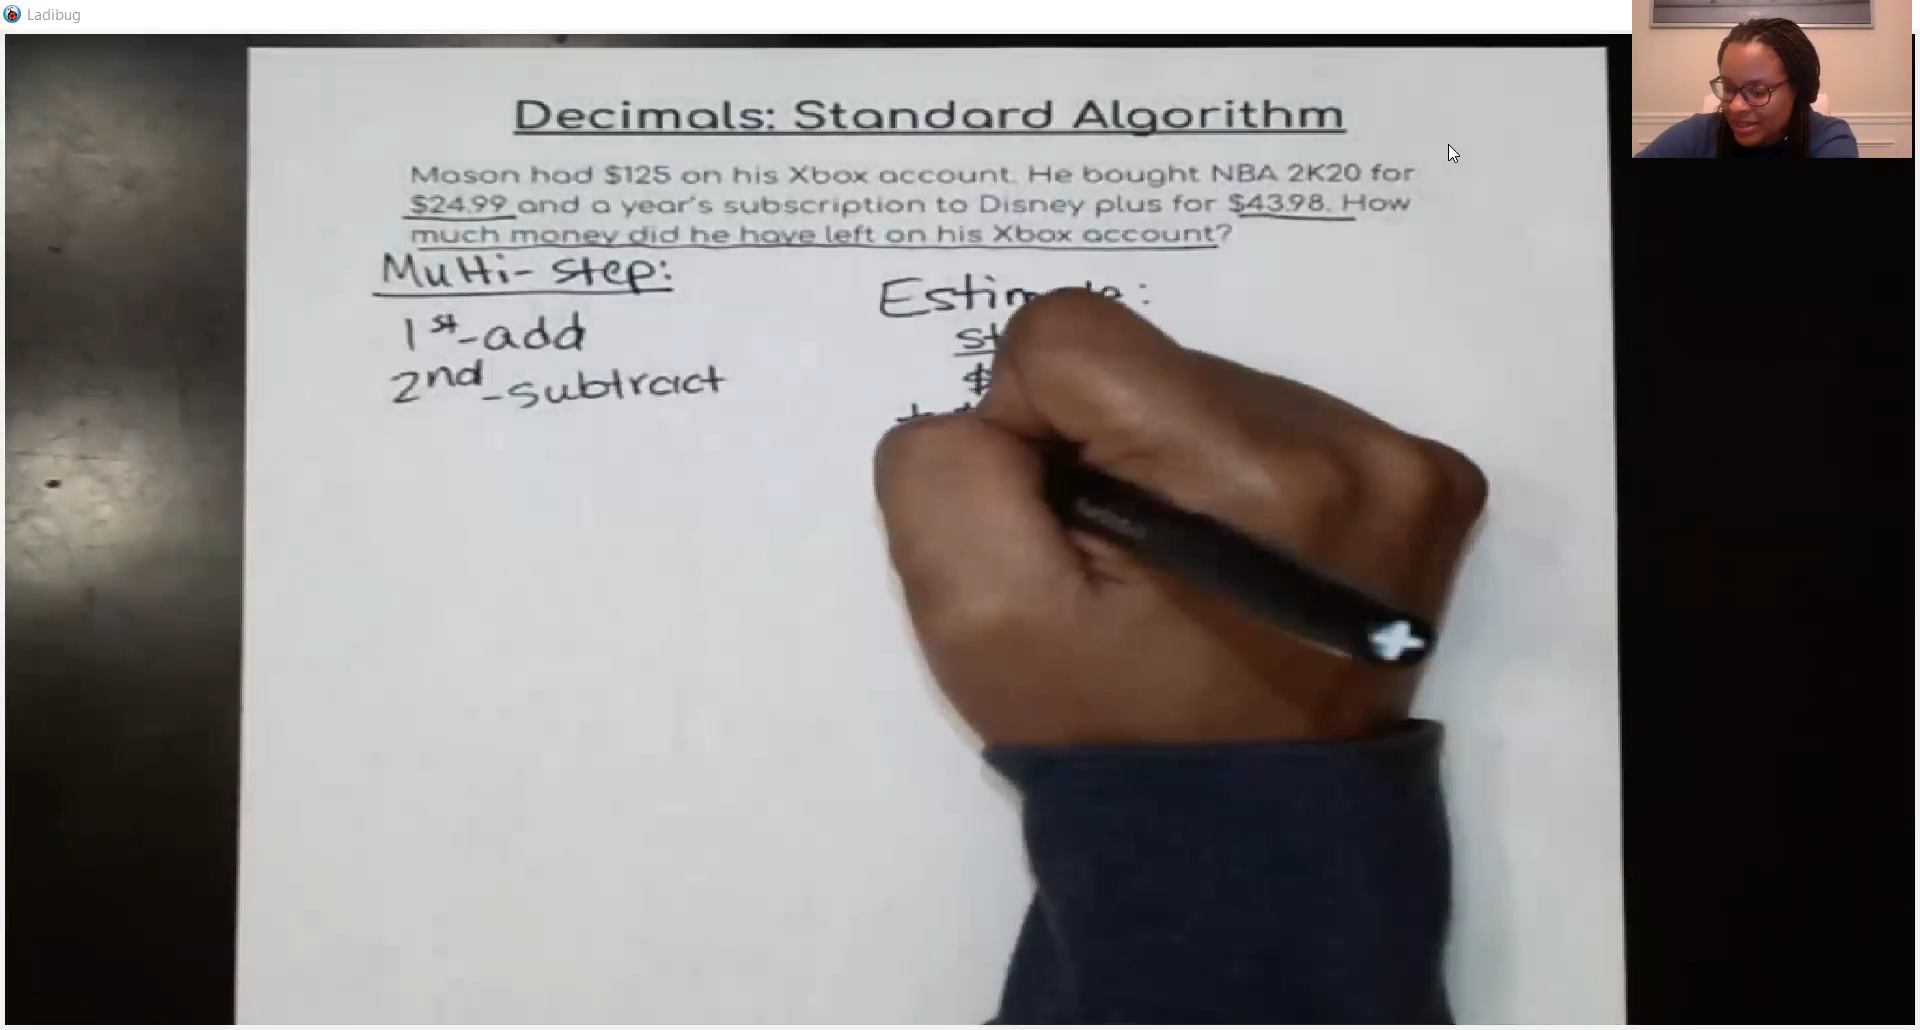 Ladibug
Decimals: Standard Algorithm
Mason had $125 on his Xbox account. He bought NBA 2K20 for
$24.99 and a year's subscription to Disney plus for $43.98. How
much money did he have left on his Xbox account?
Multi-step:
1st-add
2nd-subtract